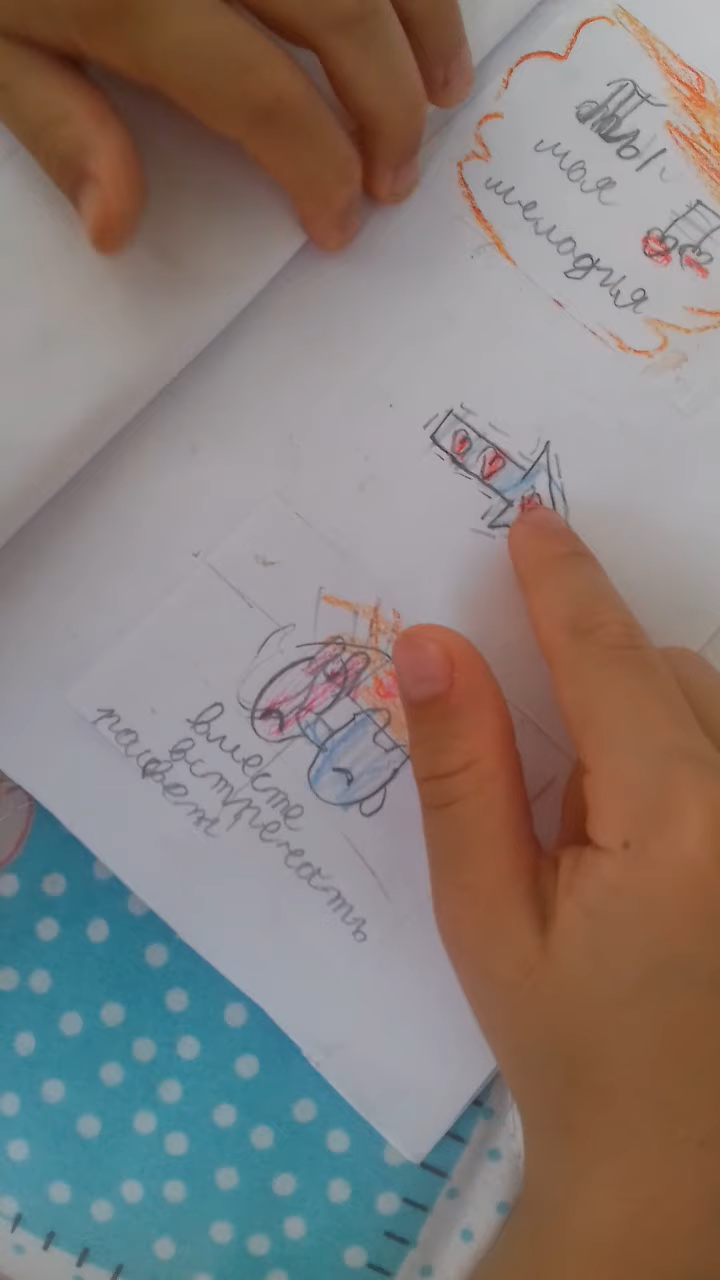 Ты
моя
мелодия
вместе
встречать
рассвет